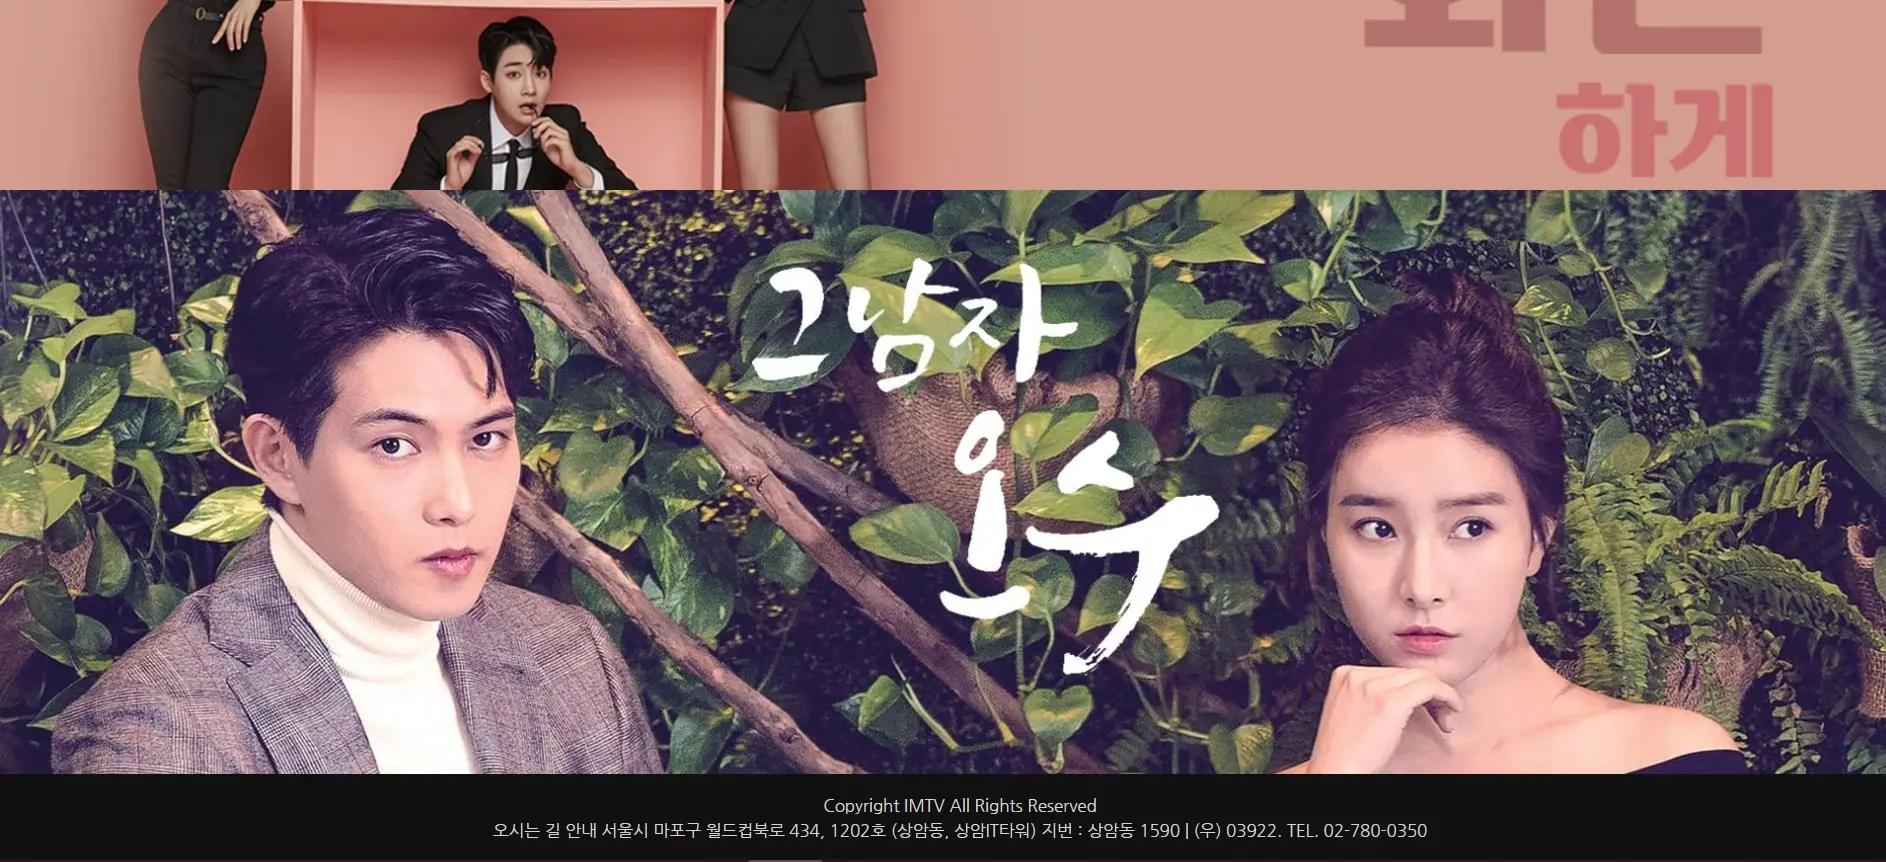 하게
그남자
오수
Copyright IMTV All Rights Reserved
오시는 길 안내 서울시 마포구 월드컵북로 434, 1202호 (상암동, 상암IT타워) 지번 : 상암동 1590 | (우) 03922. TEL. 02-780-0350